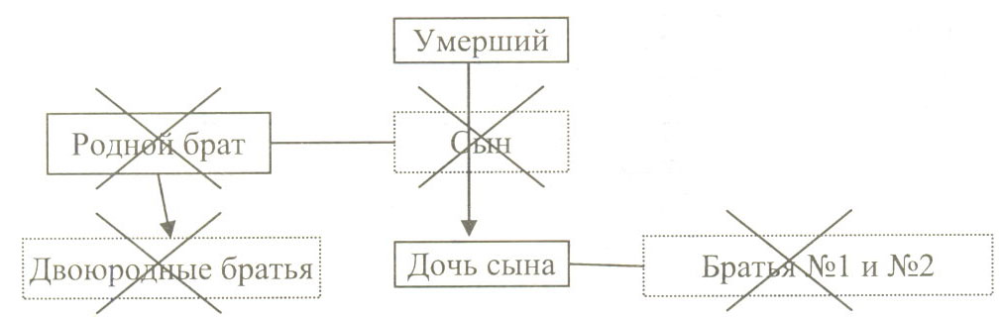 Умерший
Родной брат
Сын
Двоюродные братья
Дочь сына
Братья №1 и №2